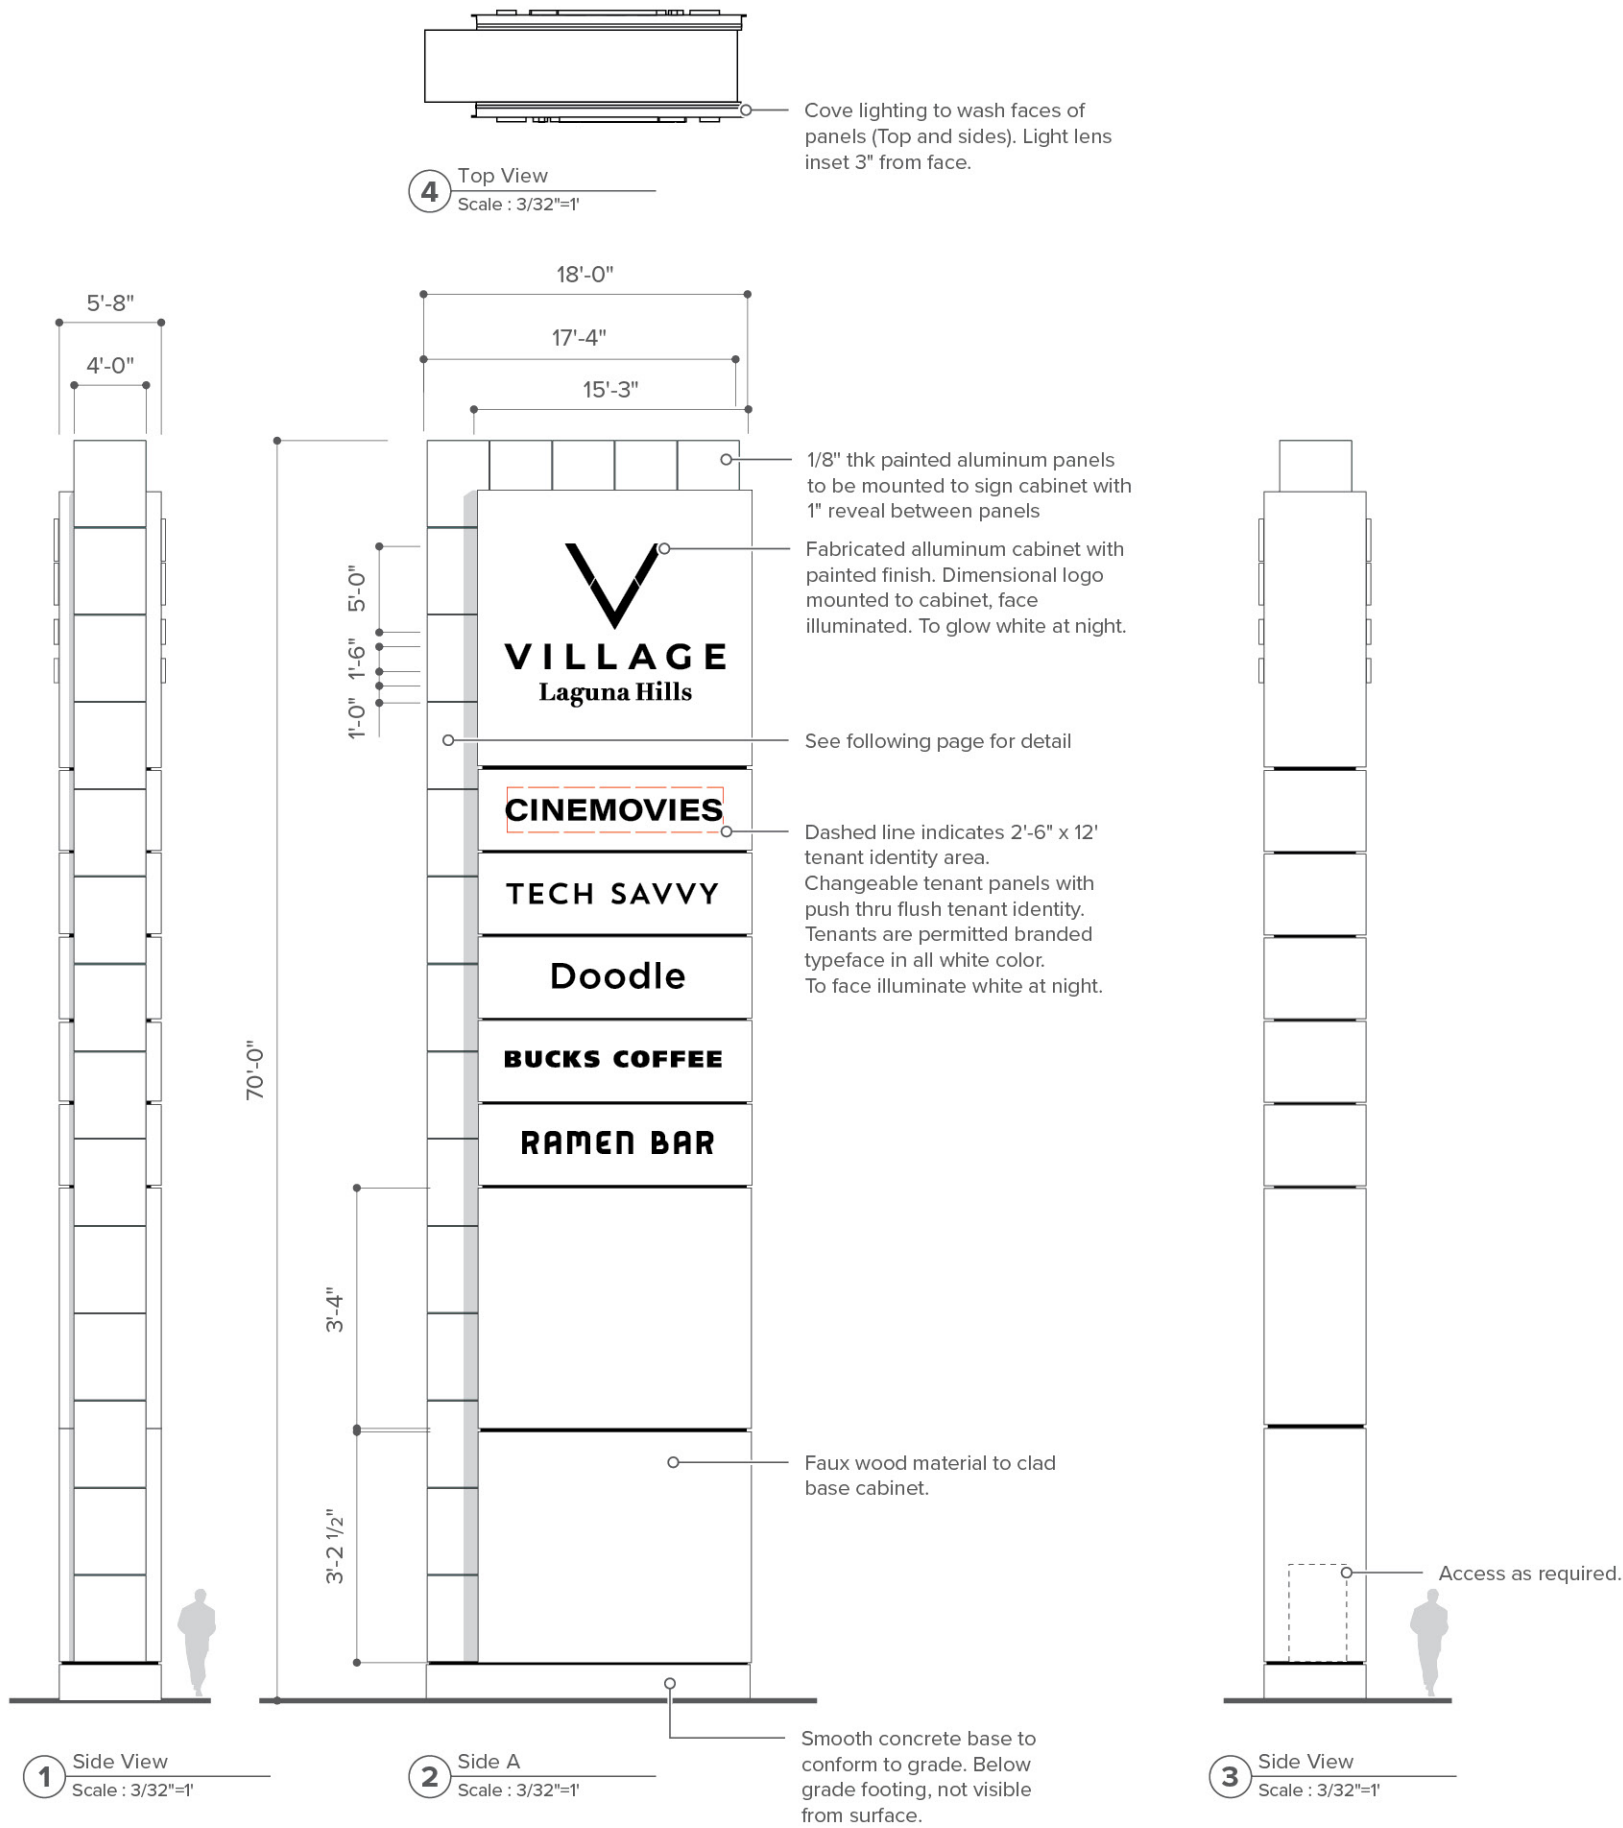 Cove lighting to wash faces of
panels (Top and sides). Light lens
inset 3" from face.
4
Top View
Scale : 3/32"=1'
18'-0"
5'-8"
17'-4"
4'-0"
15'-3"
1/8" thk painted aluminum panels
to be mounted to sign cabinet with
1" reveal between panels
Fabricated alluminum cabinet with
painted finish. Dimensional logo
mounted to cabinet, face
illuminated. To glow white at night.
5'-0"
1'-6"
1'-0"
V
VILLAGE
Laguna Hills
See following page for detail
CINEMOVIES
Dashed line indicates 2'-6" x 12'
tenant identity area.
Changeable tenant panels with
push thru flush tenant identity.
Tenants are permitted branded
typeface in all white color.
To face illuminate white at night.
TECH SAVVY
Doodle
BUCKS COFFEE
RAMEN BAR
70'-0"
3'-4"
3'-2 1/2"
Faux wood material to clad
base cabinet.
Access as required.
Smooth concrete base to
conform to grade. Below
grade footing, not visible
from surface.
1
Side View
Scale : 3/32"=1'
2
Side A
Scale : 3/32"=1'
3
Side View
Scale : 3/32"=1'